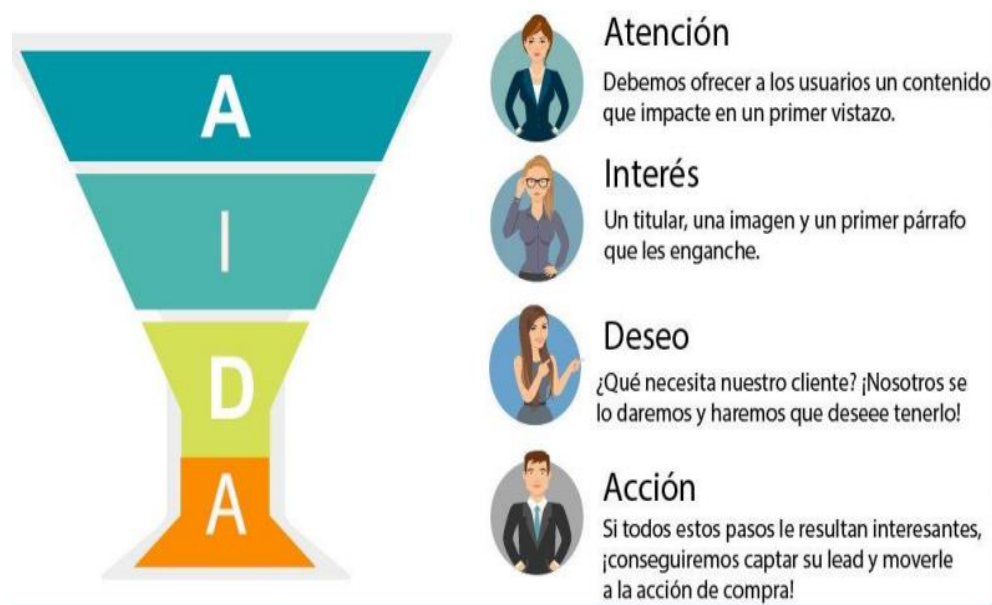 A
Atención
Debemos ofrecer a los usuarios un contenido
que impacte en un primer vistazo.
I
Interés
Un titular, una imagen y un primer párrafo
que les enganche.
D
Deseo
¿Qué necesita nuestro cliente? ¡Nosotros se
lo daremos y haremos que deseee tenerlo!
A
Acción
Si todos estos pasos le resultan interesantes,
¡conseguiremos captar su lead y moverle
a la acción de compra!